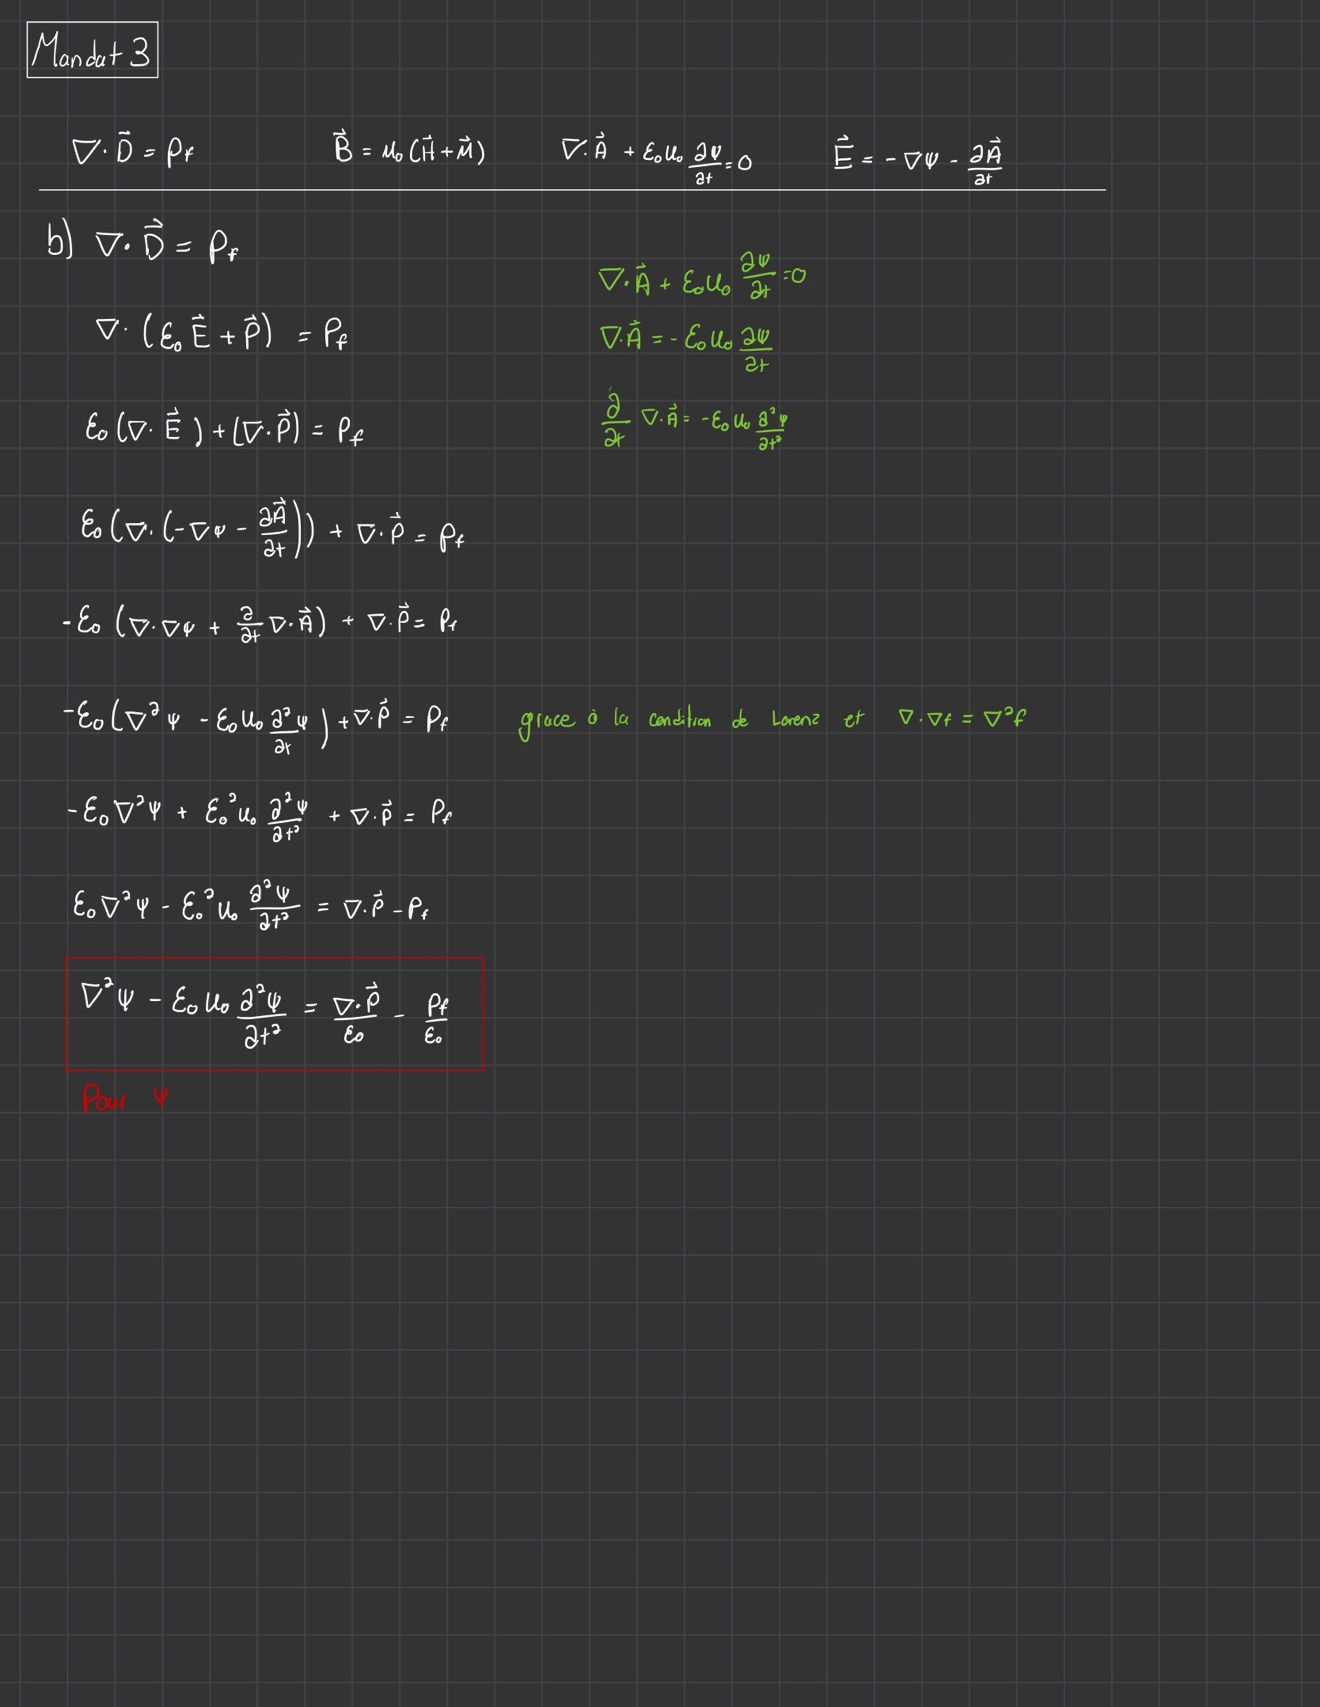 Mandat 3
∇·D⃗ = ρf    B⃗ = μ₀(H⃗+M⃗)    ∇·A⃗ + ε₀μ₀ ∂ψ/∂t = 0    E⃗ = -∇ψ - ∂A⃗/∂t
b) ∇·D⃗ = ρf
∇·(ε₀E⃗ + P⃗) = ρf
ε₀(∇·E⃗) + (∇·P⃗) = ρf
ε₀(∇·(-∇ψ - ∂A⃗/∂t)) + ∇·P⃗ = ρf
-ε₀(∇·∇ψ + ∂/∂t ∇·A⃗) + ∇·P⃗ = ρf
-ε₀(∇²ψ - ε₀μ₀ ∂²ψ/∂t) + ∇·P⃗ = ρf
-ε₀∇²ψ + ε₀²μ₀ ∂²ψ/∂t² + ∇·P⃗ = ρf
ε₀∇²ψ - ε₀²μ₀ ∂²ψ/∂t² = ∇·P⃗ - ρf
∇²ψ - ε₀μ₀ ∂²ψ/∂t² = ∇·P⃗/ε₀ - ρf/ε₀
Pour ψ
∇·A⃗ + ε₀μ₀ ∂ψ/∂t = 0
∇·A⃗ = -ε₀μ₀ ∂ψ/∂t
∂/∂t ∇·A⃗ = -ε₀μ₀ ∂²ψ/∂t²
grace à la condition de Lorenz et ∇·∇f = ∇²f